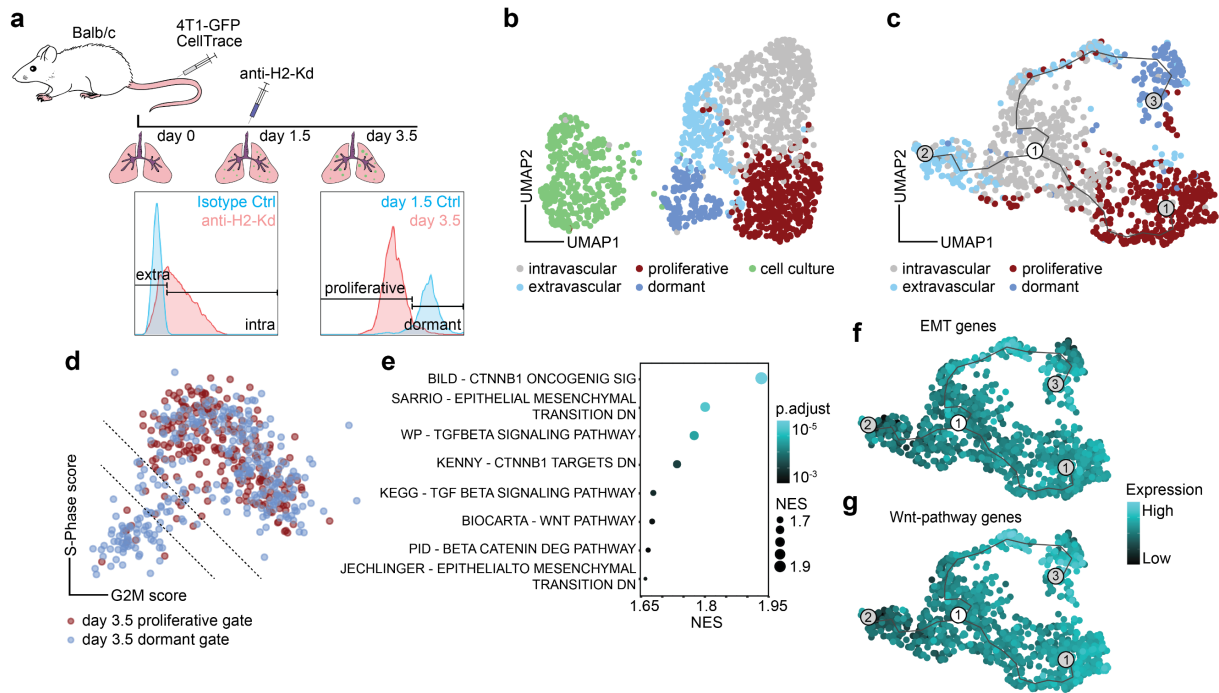 a
Balb/c
4T1-GFP
CellTrace
anti-H2-Kd
day 0
day 1.5
day 3.5
Isotype Ctrl
anti-H2-Kd
extra
intra
day 1.5 Ctrl
day 3.5
proliferative
dormant
b
UMAP2
UMAP1
intravascular
proliferative
cell culture
extravascular
dormant
c
UMAP2
UMAP1
1
2
3
1
intravascular
proliferative
extravascular
dormant
d
S-Phase score
G2M score
day 3.5 proliferative gate
day 3.5 dormant gate
e
BILD - CTNNB1 ONCOGENIG SIG
SARRIO - EPITHELIAL MESENCHYMAL
TRANSITION DN
WP - TGFBETA SIGNALING PATHWAY
KENNY - CTNNB1 TARGETS DN
KEGG - TGF BETA SIGNALING PATHWAY
BIOCARTA - WNT PATHWAY
PID - BETA CATENIN DEG PATHWAY
JECHLINGER - EPITHELIALTO MESENCHYMAL
TRANSITION DN
1.65
1.8
1.95
NES
p.adjust
10-5
10-3
NES
1.7
1.9
f
EMT genes
1
2
3
1
g
Wnt-pathway genes
1
2
3
1
Expression
High
Low